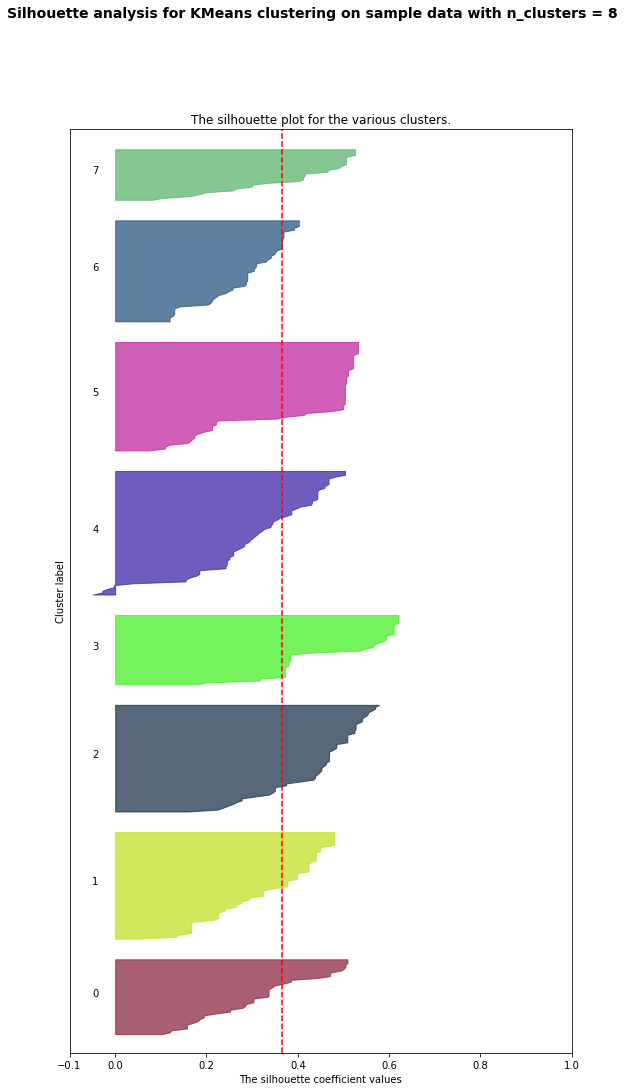 Silhouette analysis for KMeans clustering on sample data with n_clusters = 8
The silhouette plot for the various clusters.
7
6
5
4
3
2
1
0
Cluster label
−0.1 0.0 0.2 0.4 0.6 0.8 1.0
The silhouette coefficient values